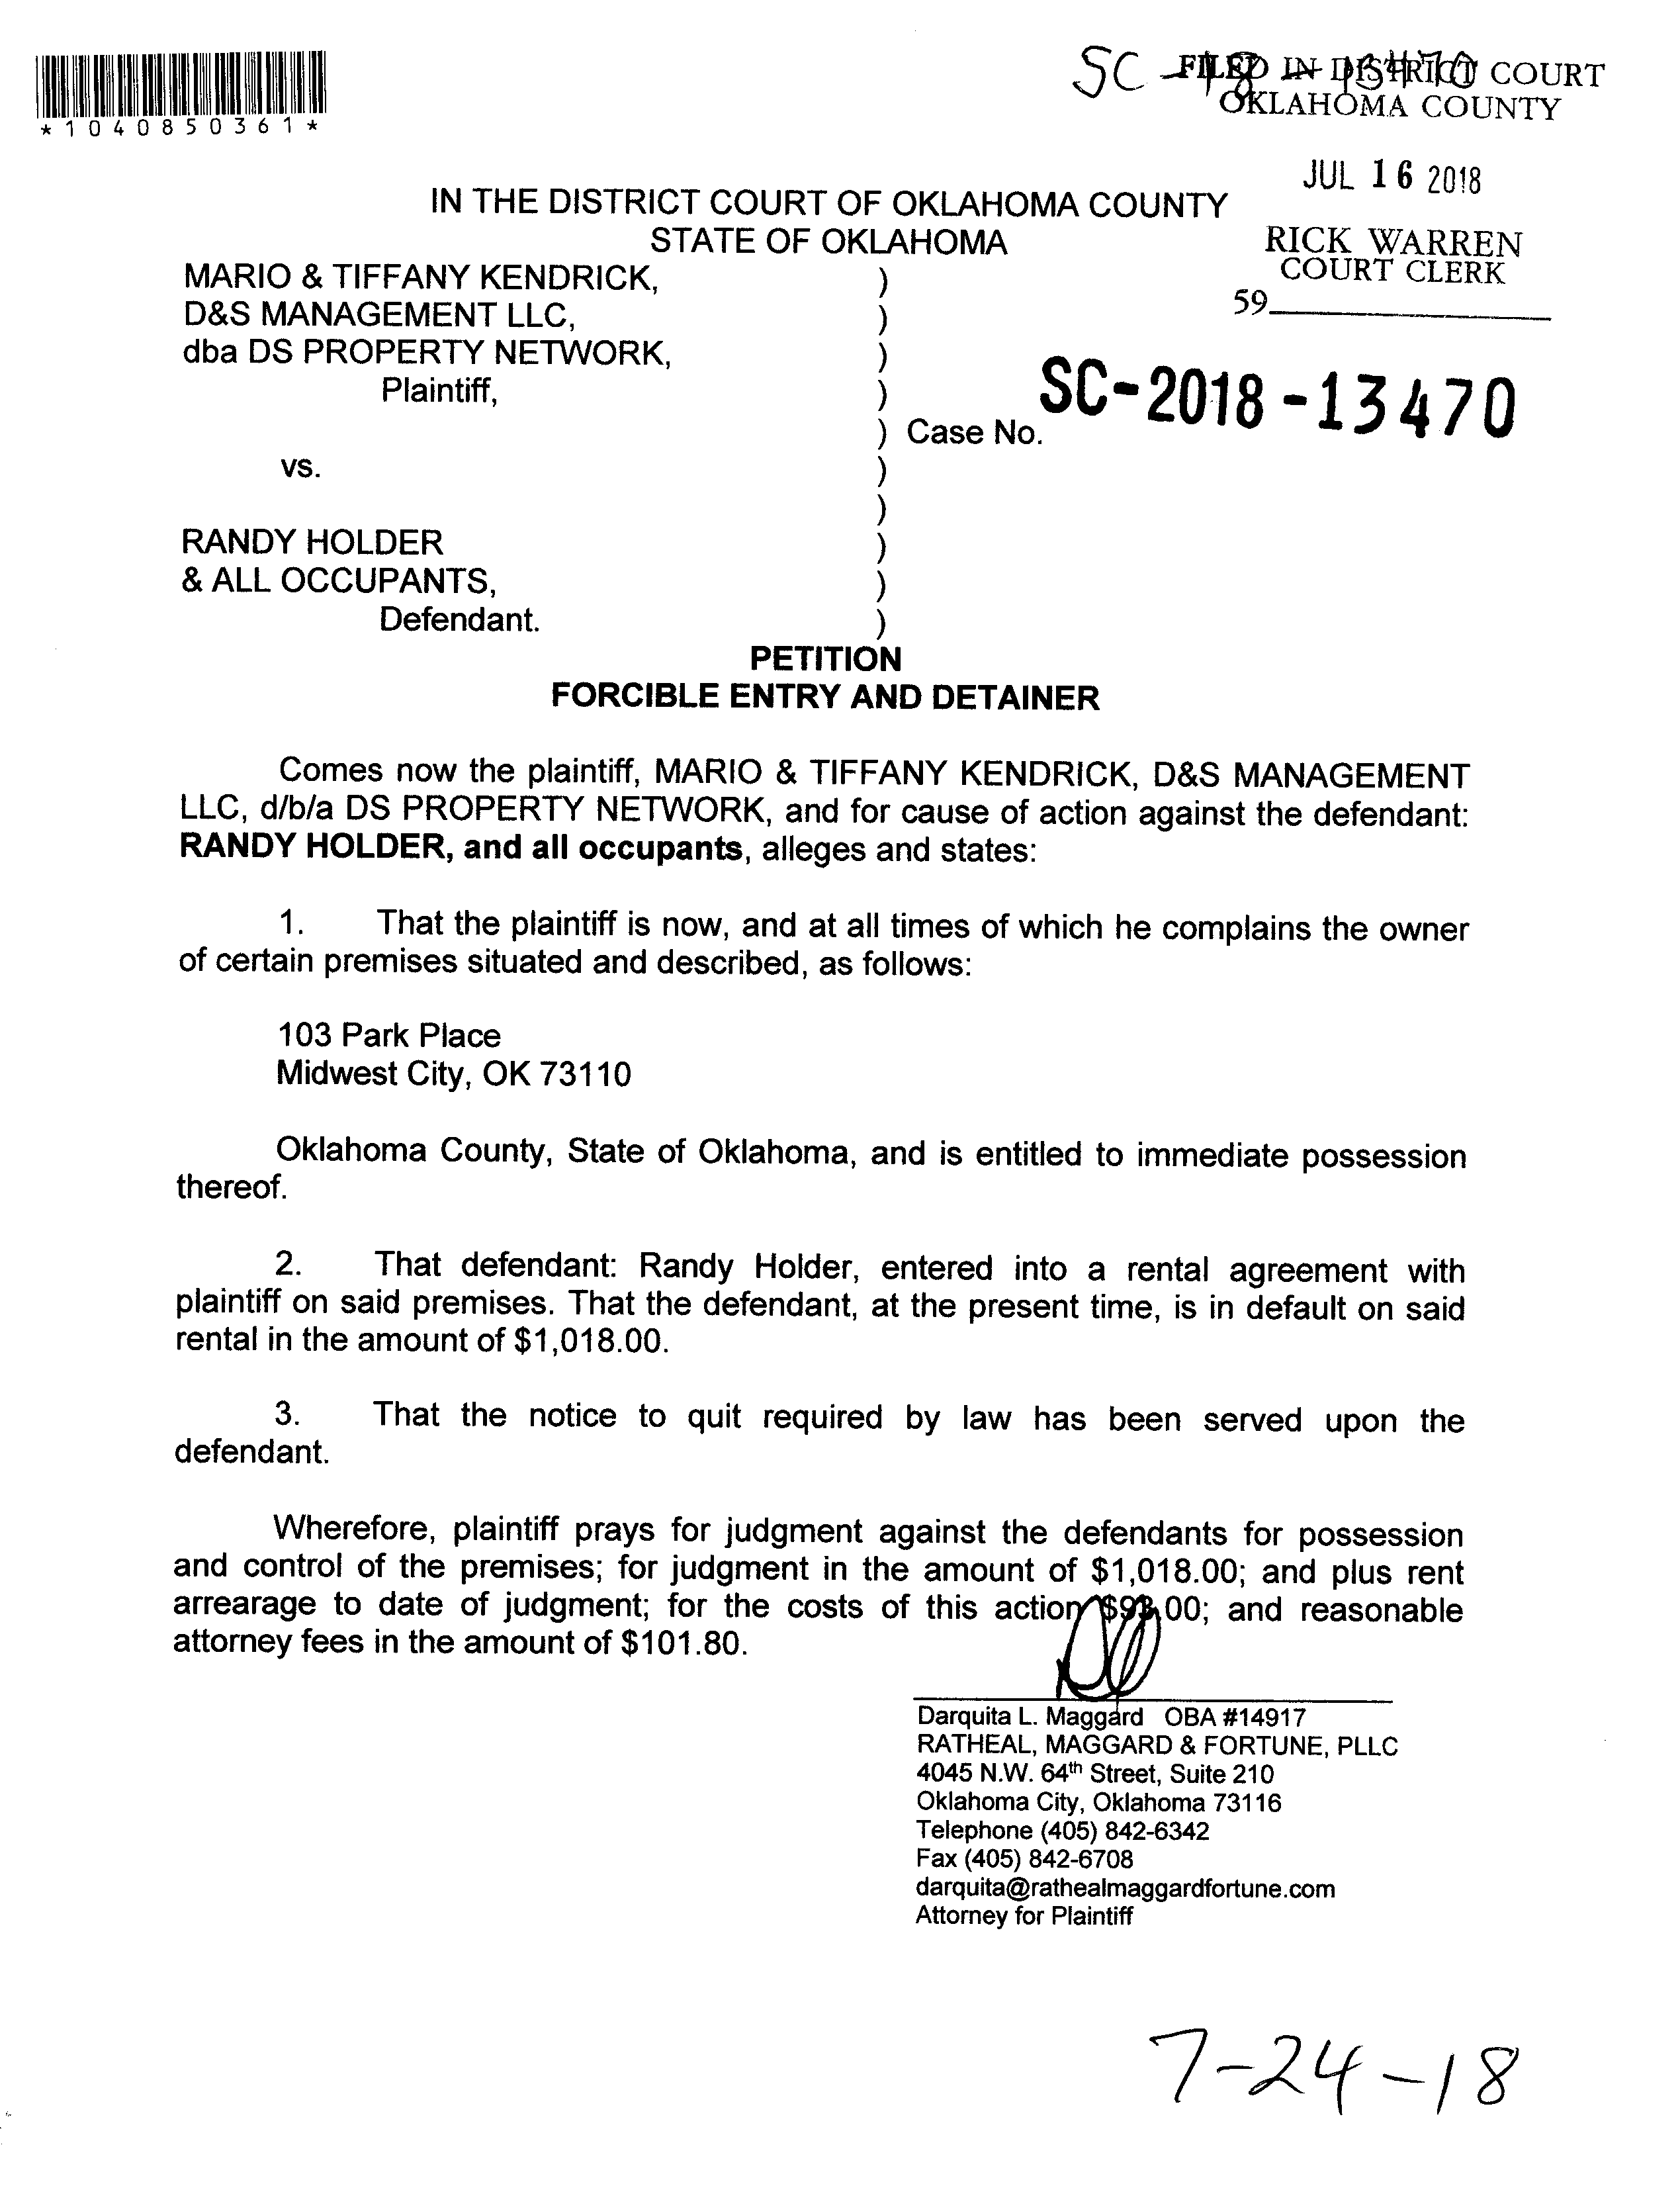 SC-18-13470
FILED IN DISTRICT COURT
OKLAHOMA COUNTY
*1040850361*
JUL 16 2018
IN THE DISTRICT COURT OF OKLAHOMA COUNTY
STATE OF OKLAHOMA
RICK WARREN
COURT CLERK
59
MARIO & TIFFANY KENDRICK, )
D&S MANAGEMENT LLC, )
dba DS PROPERTY NETWORK, )
Plaintiff, )
) Case No. SC-2018-13470
vs. )
)
RANDY HOLDER )
& ALL OCCUPANTS, )
Defendant. )
PETITION
FORCIBLE ENTRY AND DETAINER
Comes now the plaintiff, MARIO & TIFFANY KENDRICK, D&S MANAGEMENT
LLC, d/b/a DS PROPERTY NETWORK, and for cause of action against the defendant:
RANDY HOLDER, and all occupants, alleges and states:
1. That the plaintiff is now, and at all times of which he complains the owner
of certain premises situated and described, as follows:
103 Park Place
Midwest City, OK 73110
Oklahoma County, State of Oklahoma, and is entitled to immediate possession
thereof.
2. That defendant: Randy Holder, entered into a rental agreement with
plaintiff on said premises. That the defendant, at the present time, is in default on said
rental in the amount of $1,018.00.
3. That the notice to quit required by law has been served upon the
defendant.
Wherefore, plaintiff prays for judgment against the defendants for possession
and control of the premises; for judgment in the amount of $1,018.00; and plus rent
arrearage to date of judgment; for the costs of this action and reasonable
attorney fees in the amount of $101.80.
Darquita L. Maggard OBA #14917
RATHEAL, MAGGARD & FORTUNE, PLLC
4045 N.W. 64th Street, Suite 210
Oklahoma City, Oklahoma 73116
Telephone (405) 842-6342
Fax (405) 842-6708
darquita@rathealmaggardfortune.com
Attorney for Plaintiff
7-24-18